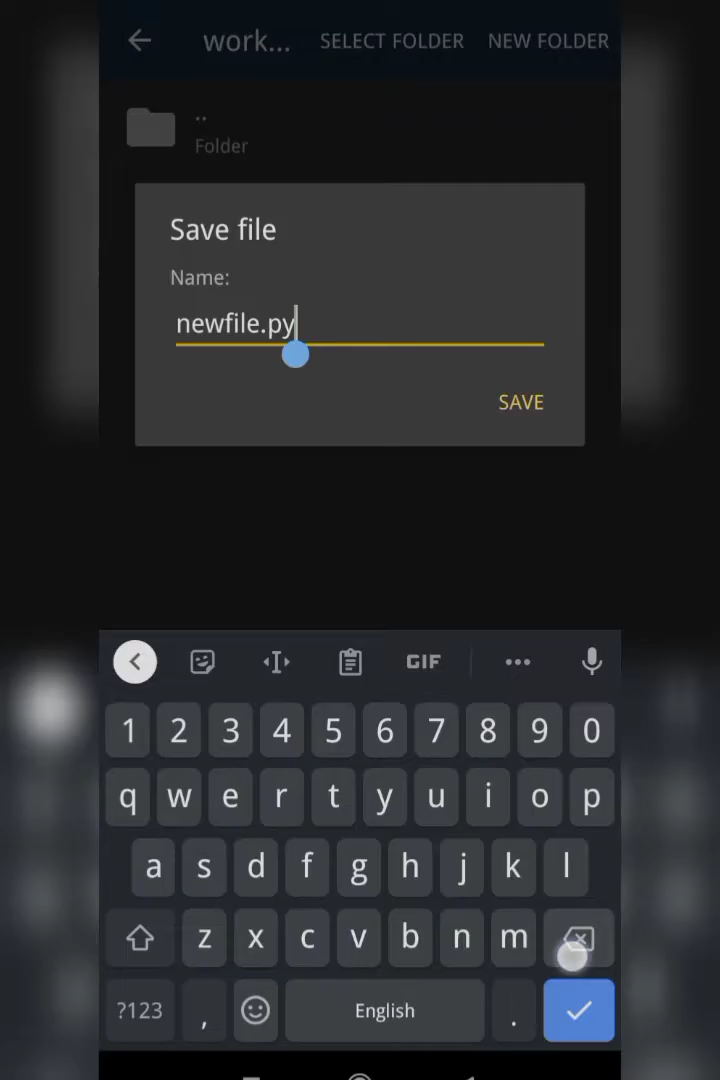 work... SELECT FOLDER NEW FOLDER
..
Folder
Save file
Name:
newfile.py
SAVE
GIF
1 2 3 4 5 6 7 8 9 0
q w e r t y u i o p
a s d f g h j k l
z x c v b n m
?123 , English .